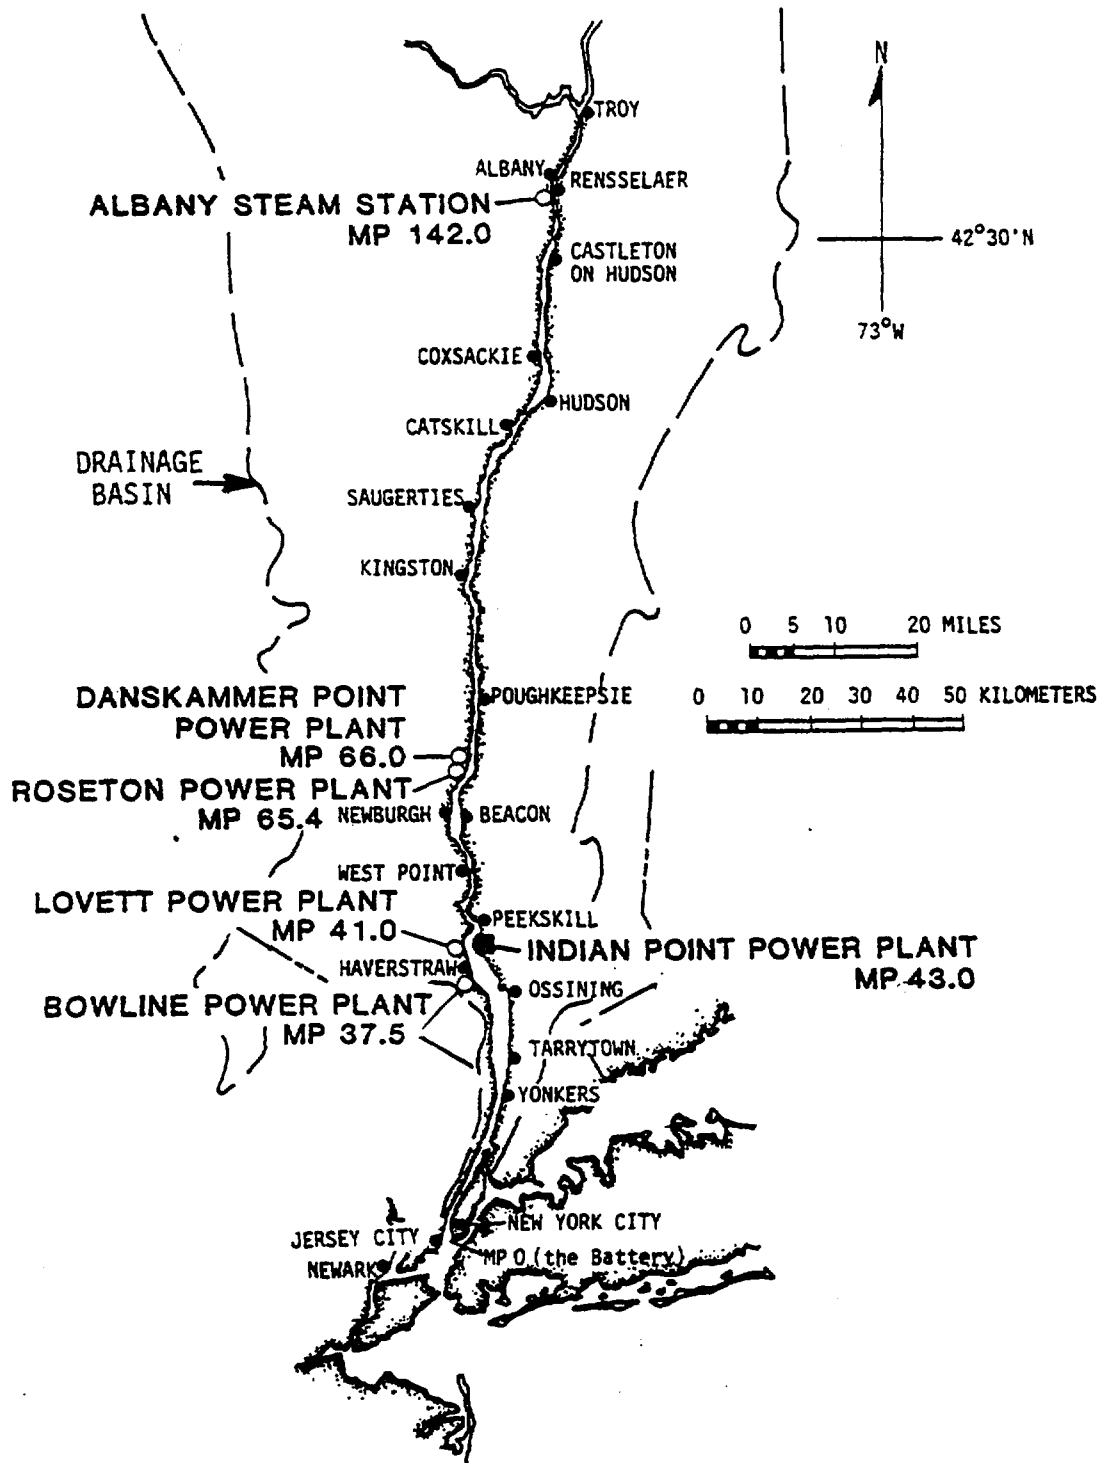 N
TROY
ALBANY
RENSSELAER
ALBANY STEAM STATION
MP 142.0
42°30'N
CASTLETON
ON HUDSON
73°W
COXSACKIE
HUDSON
CATSKILL
DRAINAGE
BASIN
SAUGERTIES
KINGSTON
0 5 10 20 MILES
DANSKAMMER POINT
POWER PLANT
MP 66.0
POUGHKEEPSIE
0 10 20 30 40 50 KILOMETERS
ROSETON POWER PLANT
MP 65.4
NEWBURGH
BEACON
WEST POINT
LOVETT POWER PLANT
MP 41.0
PEEKSKILL
INDIAN POINT POWER PLANT
MP 43.0
HAVERSTRAW
BOWLINE POWER PLANT
MP 37.5
OSSINING
TARRYTOWN
YONKERS
NEW YORK CITY
JERSEY CITY
MP 0 (the Battery)
NEWARK